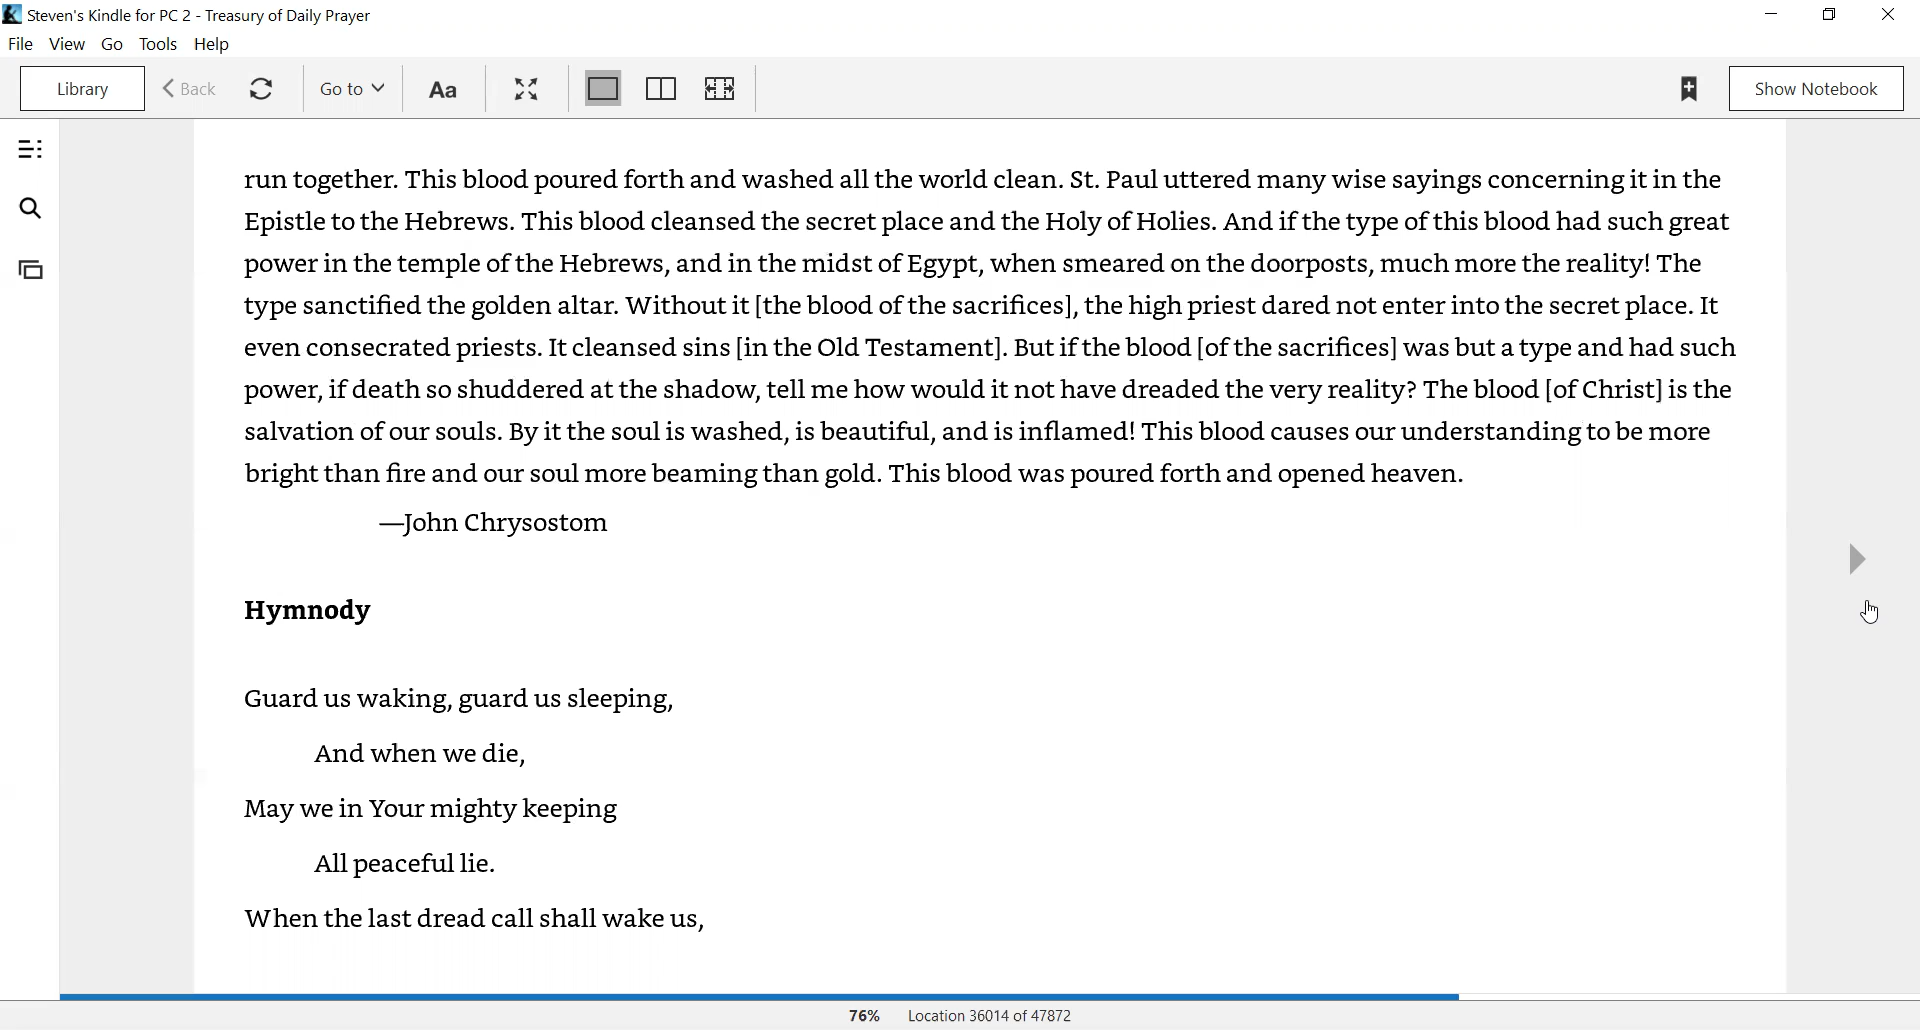 Steven's Kindle for PC 2 - Treasury of Daily Prayer
File View Go Tools Help
Library Back Go to Aa Show Notebook
run together. This blood poured forth and washed all the world clean. St. Paul uttered many wise sayings concerning it in the
Epistle to the Hebrews. This blood cleansed the secret place and the Holy of Holies. And if the type of this blood had such great
power in the temple of the Hebrews, and in the midst of Egypt, when smeared on the doorposts, much more the reality! The
type sanctified the golden altar. Without it [the blood of the sacrifices], the high priest dared not enter into the secret place. It
even consecrated priests. It cleansed sins [in the Old Testament]. But if the blood [of the sacrifices] was but a type and had such
power, if death so shuddered at the shadow, tell me how would it not have dreaded the very reality? The blood [of Christ] is the
salvation of our souls. By it the soul is washed, is beautiful, and is inflamed! This blood causes our understanding to be more
bright than fire and our soul more beaming than gold. This blood was poured forth and opened heaven.
—John Chrysostom
Hymnody
Guard us waking, guard us sleeping,
And when we die,
May we in Your mighty keeping
All peaceful lie.
When the last dread call shall wake us,
76% Location 36014 of 47872